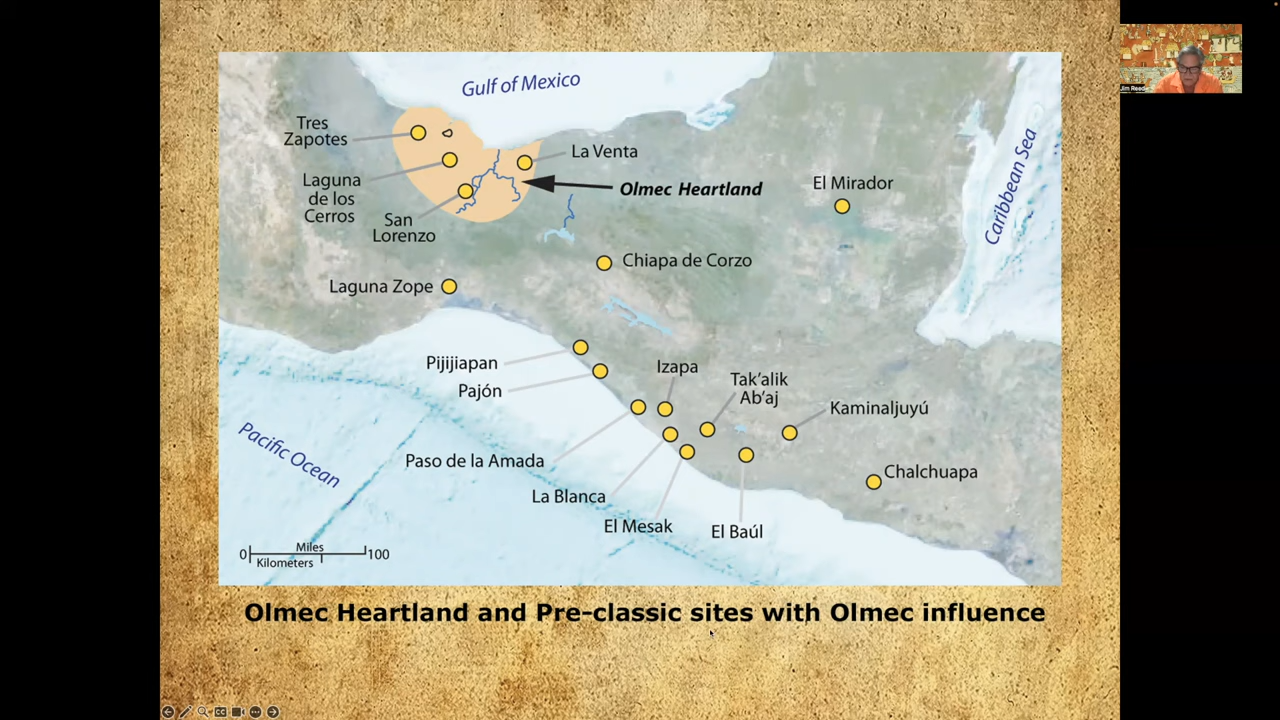 Gulf of Mexico
Tres
Zapotes
La Venta
Laguna
de los
Cerros
Olmec Heartland
El Mirador
San
Lorenzo
Caribbean Sea
Chiapa de Corzo
Laguna Zope
Pijijiapan
Pajón
Izapa
Tak'alik
Ab'aj
Kaminaljuyú
Pacific Ocean
Paso de la Amada
La Blanca
El Mesak
El Baúl
Chalchuapa
0 Miles 100
Kilometers
Olmec Heartland and Pre-classic sites with Olmec influence
CC
Jim Reed